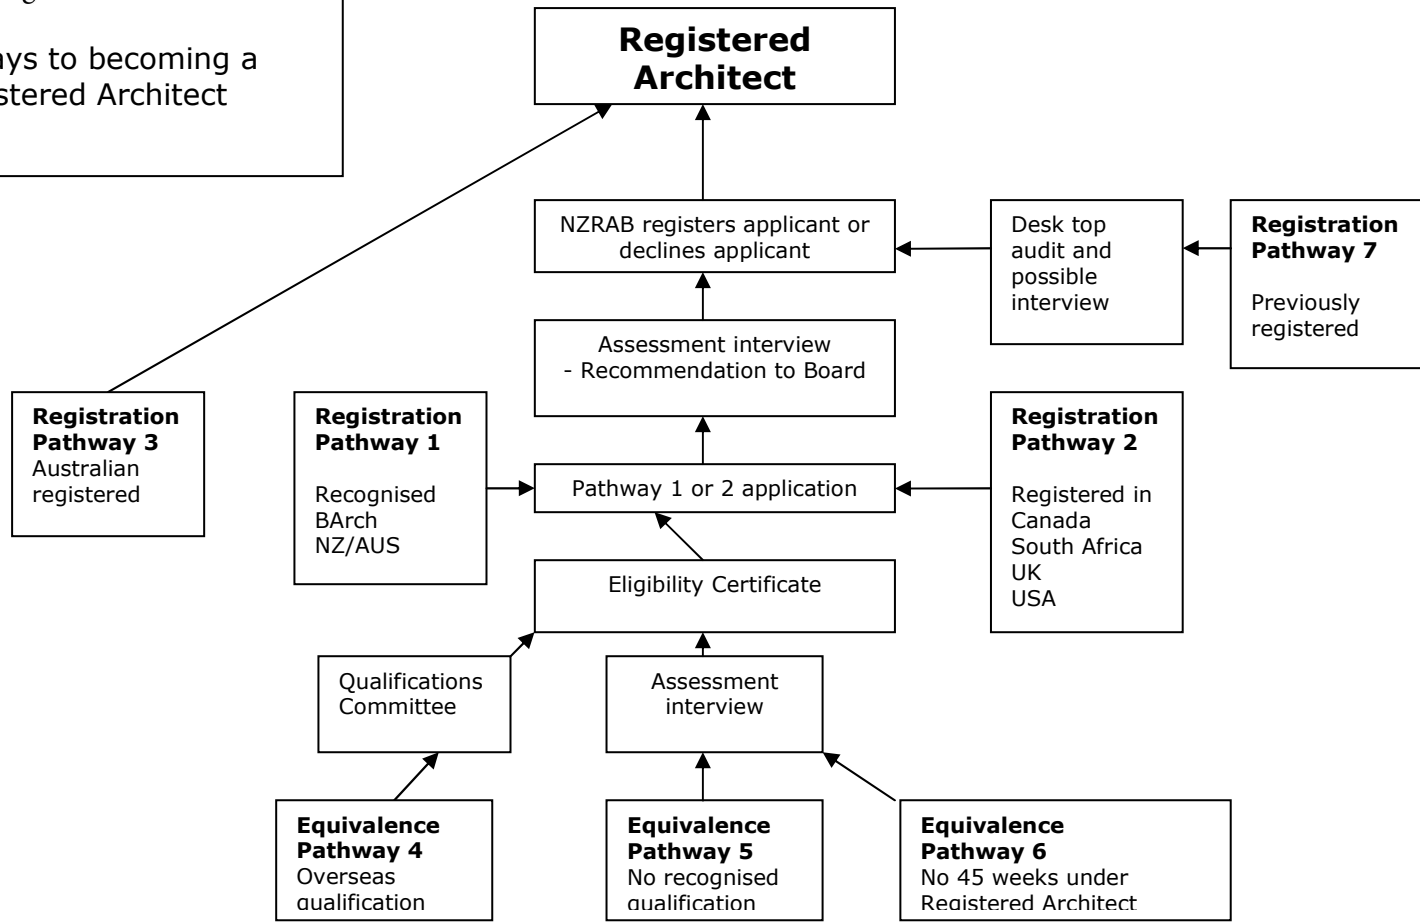 ays to becoming a
stered Architect
Registered
Architect
NZRAB registers applicant or
declines applicant
Desk top
audit and
possible
interview
Registration
Pathway 7
Previously
registered
Assessment interview
- Recommendation to Board
Registration
Pathway 3
Australian
registered
Registration
Pathway 1
Recognised
BArch
NZ/AUS
Pathway 1 or 2 application
Registration
Pathway 2
Registered in
Canada
South Africa
UK
USA
Eligibility Certificate
Qualifications
Committee
Assessment
interview
Equivalence
Pathway 4
Overseas
qualification
Equivalence
Pathway 5
No recognised
qualification
Equivalence
Pathway 6
No 45 weeks under
Registered Architect